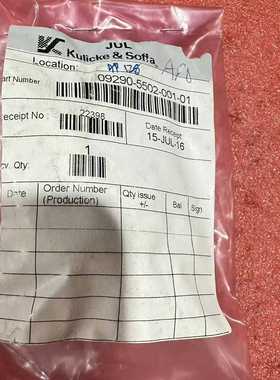 JUL
Kulicke & Soffa
Location:
Part Number 09290-5502-001-01
Receipt No 22398
Date Receipt
15-JUL-16
cv. Qty: 1
Date Order Number (Production) Qty issue +/- Bal Sign